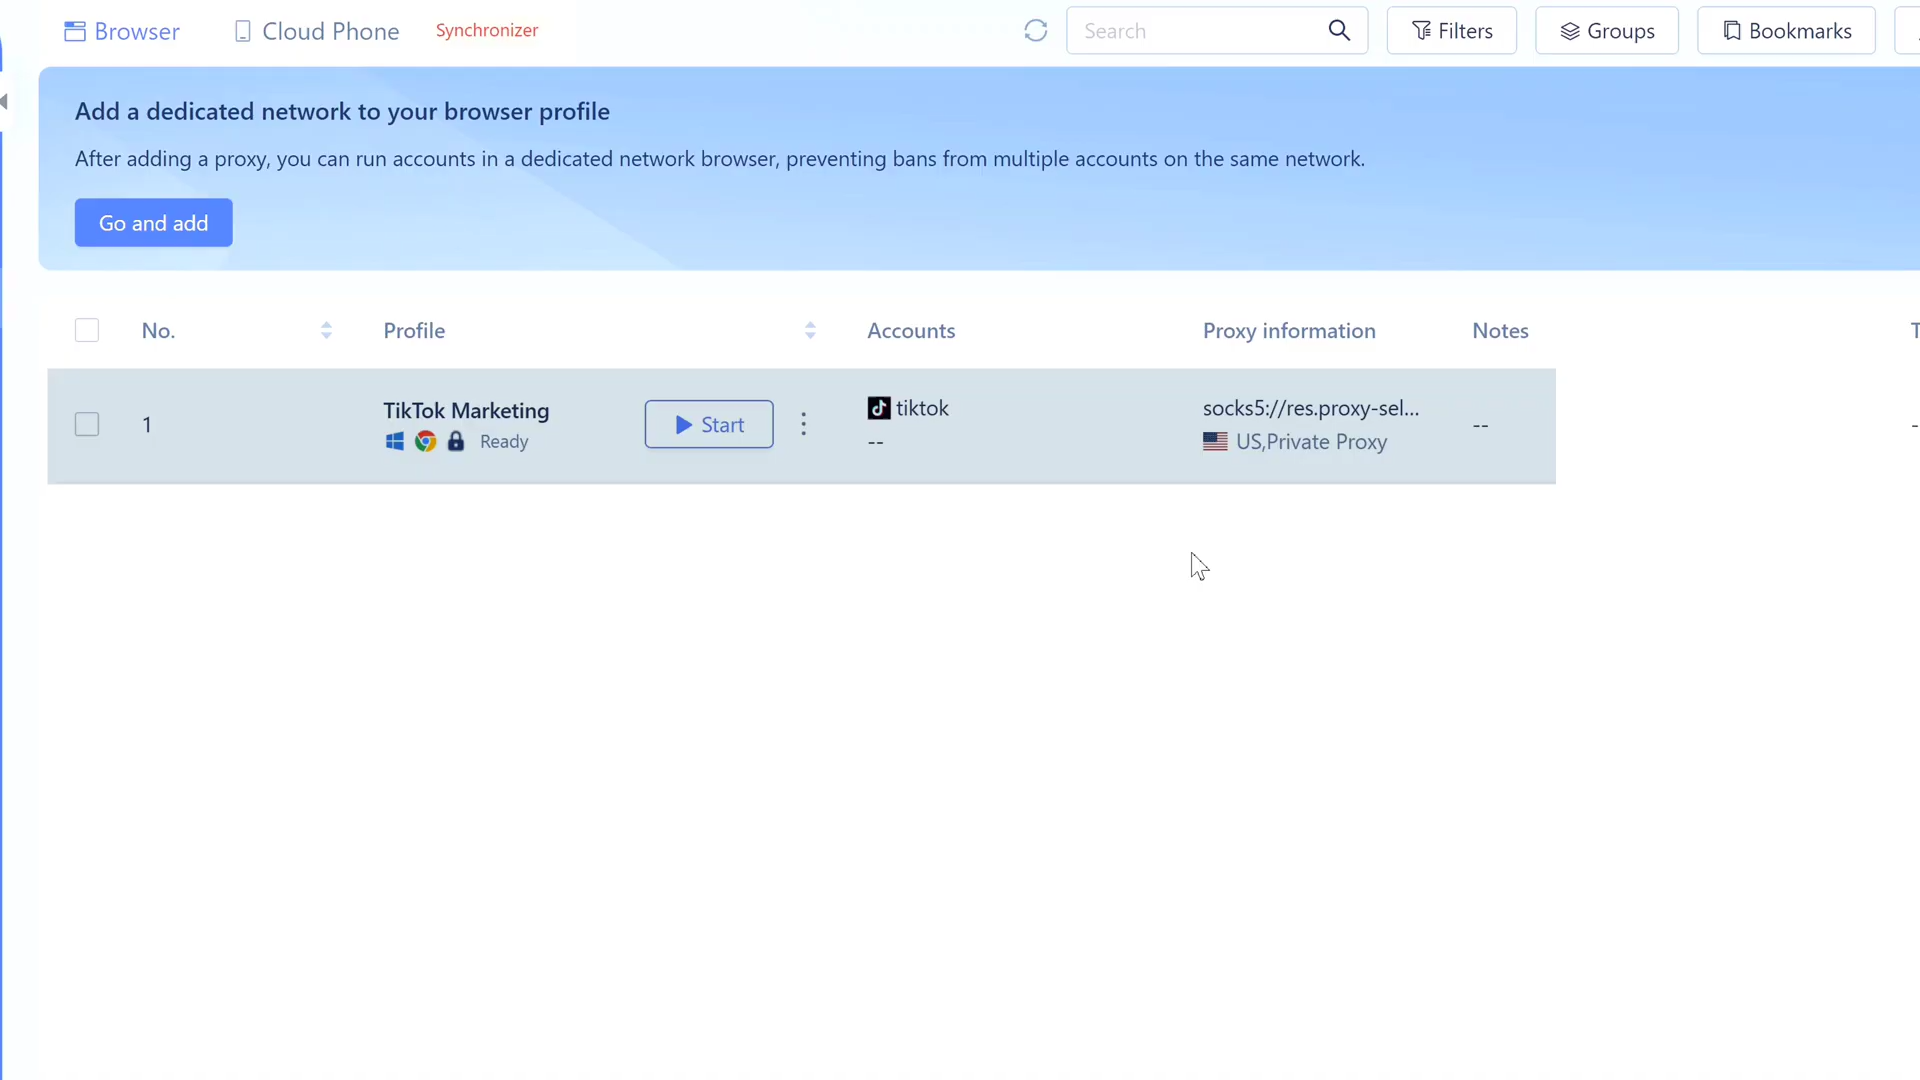 Browser Cloud Phone Synchronizer Search Filters Groups Bookmarks
Add a dedicated network to your browser profile
After adding a proxy, you can run accounts in a dedicated network browser, preventing bans from multiple accounts on the same network.
Go and add
No. Profile Accounts Proxy information Notes
1 TikTok Marketing Start tiktok socks5://res.proxy-sel... --
Ready -- US,Private Proxy